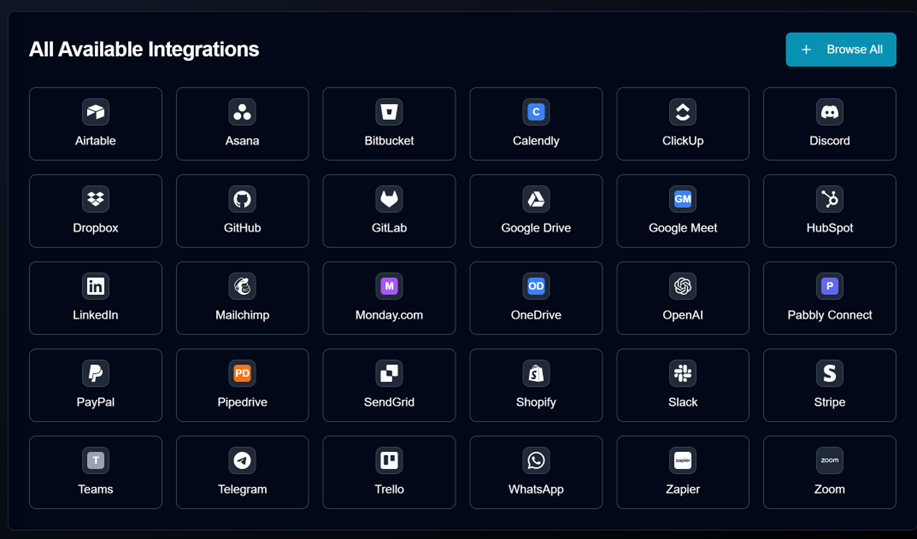 All Available Integrations
+ Browse All
Airtable
Asana
Bitbucket
C
Calendly
ClickUp
Discord
Dropbox
GitHub
GitLab
Google Drive
GM
Google Meet
HubSpot
in
LinkedIn
Mailchimp
M
Monday.com
OD
OneDrive
OpenAI
P
Pabbly Connect
PayPal
PD
Pipedrive
SendGrid
S
Shopify
Slack
S
Stripe
T
Teams
Telegram
Trello
WhatsApp
zapier
Zapier
zoom
Zoom